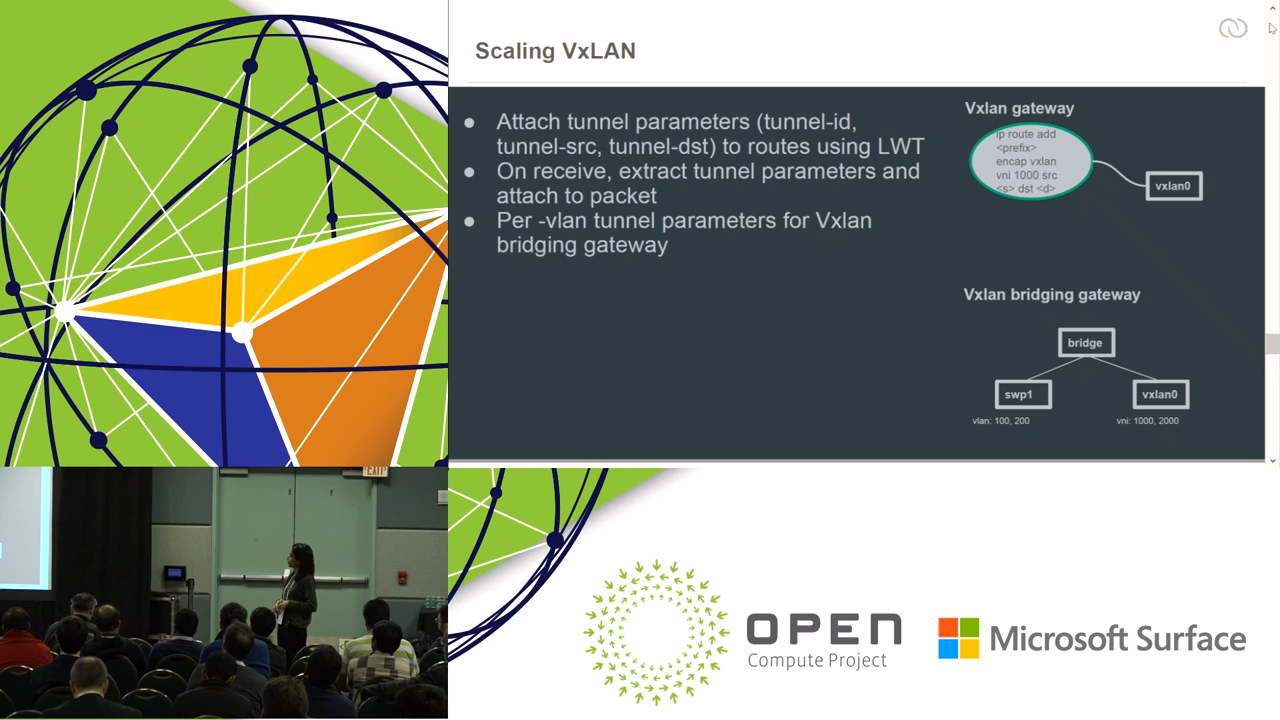 Scaling VxLAN
● Attach tunnel parameters (tunnel-id,
tunnel-src, tunnel-dst) to routes using LWT
● On receive, extract tunnel parameters and
attach to packet
● Per -vlan tunnel parameters for Vxlan
bridging gateway
Vxlan gateway
ip route add
<prefix>
encap vxlan
vni 1000 src
<s> dst <d>
vxlan0
Vxlan bridging gateway
bridge
swp1
vxlan0
vlan: 100, 200
vni: 1000, 2000
EXIT
OPEN
Compute Project
Microsoft Surface